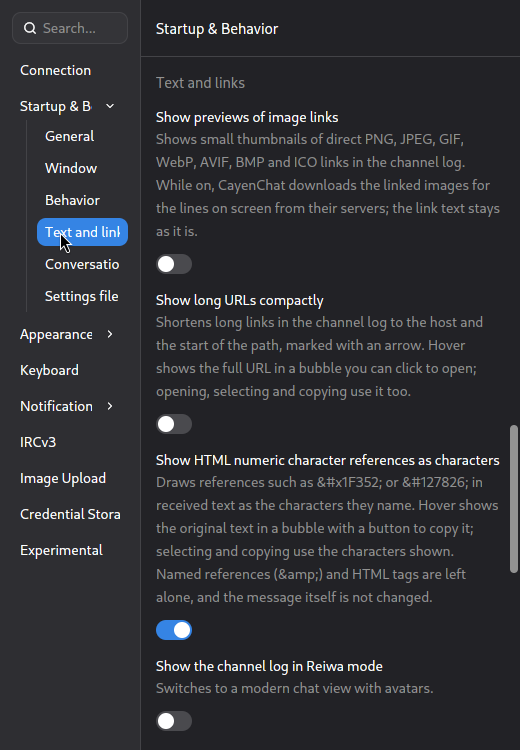 Search...
Connection
Startup & B
General
Window
Behavior
Text and link
Conversatio
Settings file
Appearance
Keyboard
Notification
IRCv3
Image Upload
Credential Stora
Experimental
Startup & Behavior
Text and links
Show previews of image links
Shows small thumbnails of direct PNG, JPEG, GIF,
WebP, AVIF, BMP and ICO links in the channel log.
While on, CayenChat downloads the linked images for
the lines on screen from their servers; the link text stays
as it is.
Show long URLs compactly
Shortens long links in the channel log to the host and
the start of the path, marked with an arrow. Hover
shows the full URL in a bubble you can click to open;
opening, selecting and copying use it too.
Show HTML numeric character references as characters
Draws references such as &#x1F352; or &#127826; in
received text as the characters they name. Hover shows
the original text in a bubble with a button to copy it;
selecting and copying use the characters shown.
Named references (&amp;) and HTML tags are left
alone, and the message itself is not changed.
Show the channel log in Reiwa mode
Switches to a modern chat view with avatars.